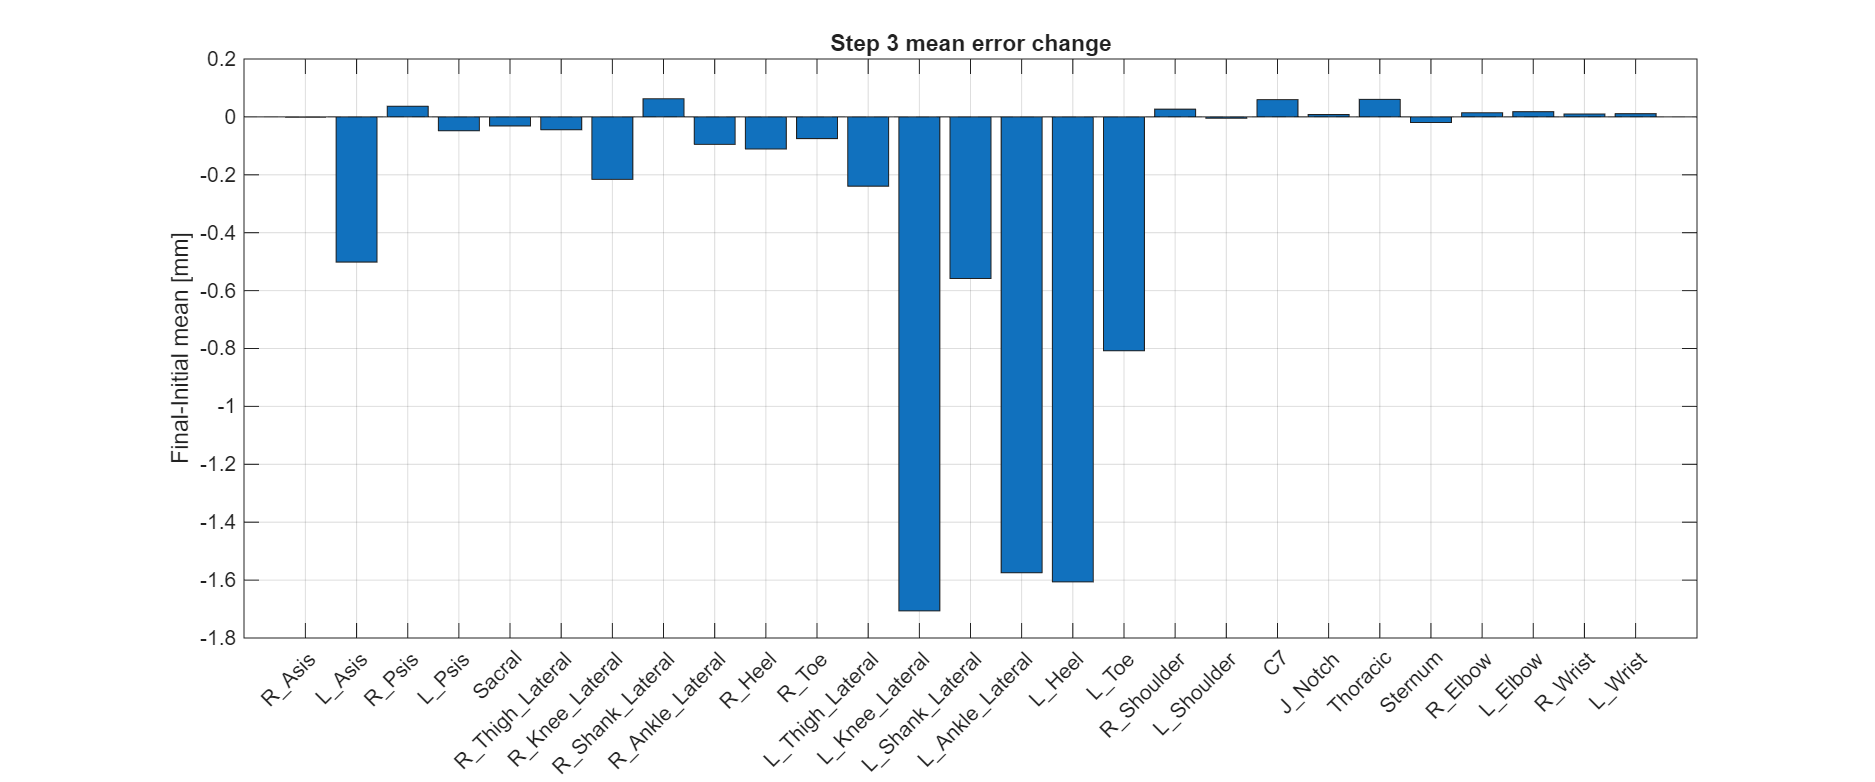 Step 3 mean error change
Final-Initial mean [mm]
0.2
0
-0.2
-0.4
-0.6
-0.8
-1
-1.2
-1.4
-1.6
-1.8
R_Asis
L_Asis
R_Psis
L_Psis
Sacral
R_Thigh_Lateral
R_Knee_Lateral
R_Shank_Lateral
R_Ankle_Lateral
R_Heel
R_Toe
L_Thigh_Lateral
L_Knee_Lateral
L_Shank_Lateral
L_Ankle_Lateral
L_Heel
L_Toe
R_Shoulder
L_Shoulder
C7
J_Notch
Thoracic
Sternum
R_Elbow
L_Elbow
R_Wrist
L_Wrist